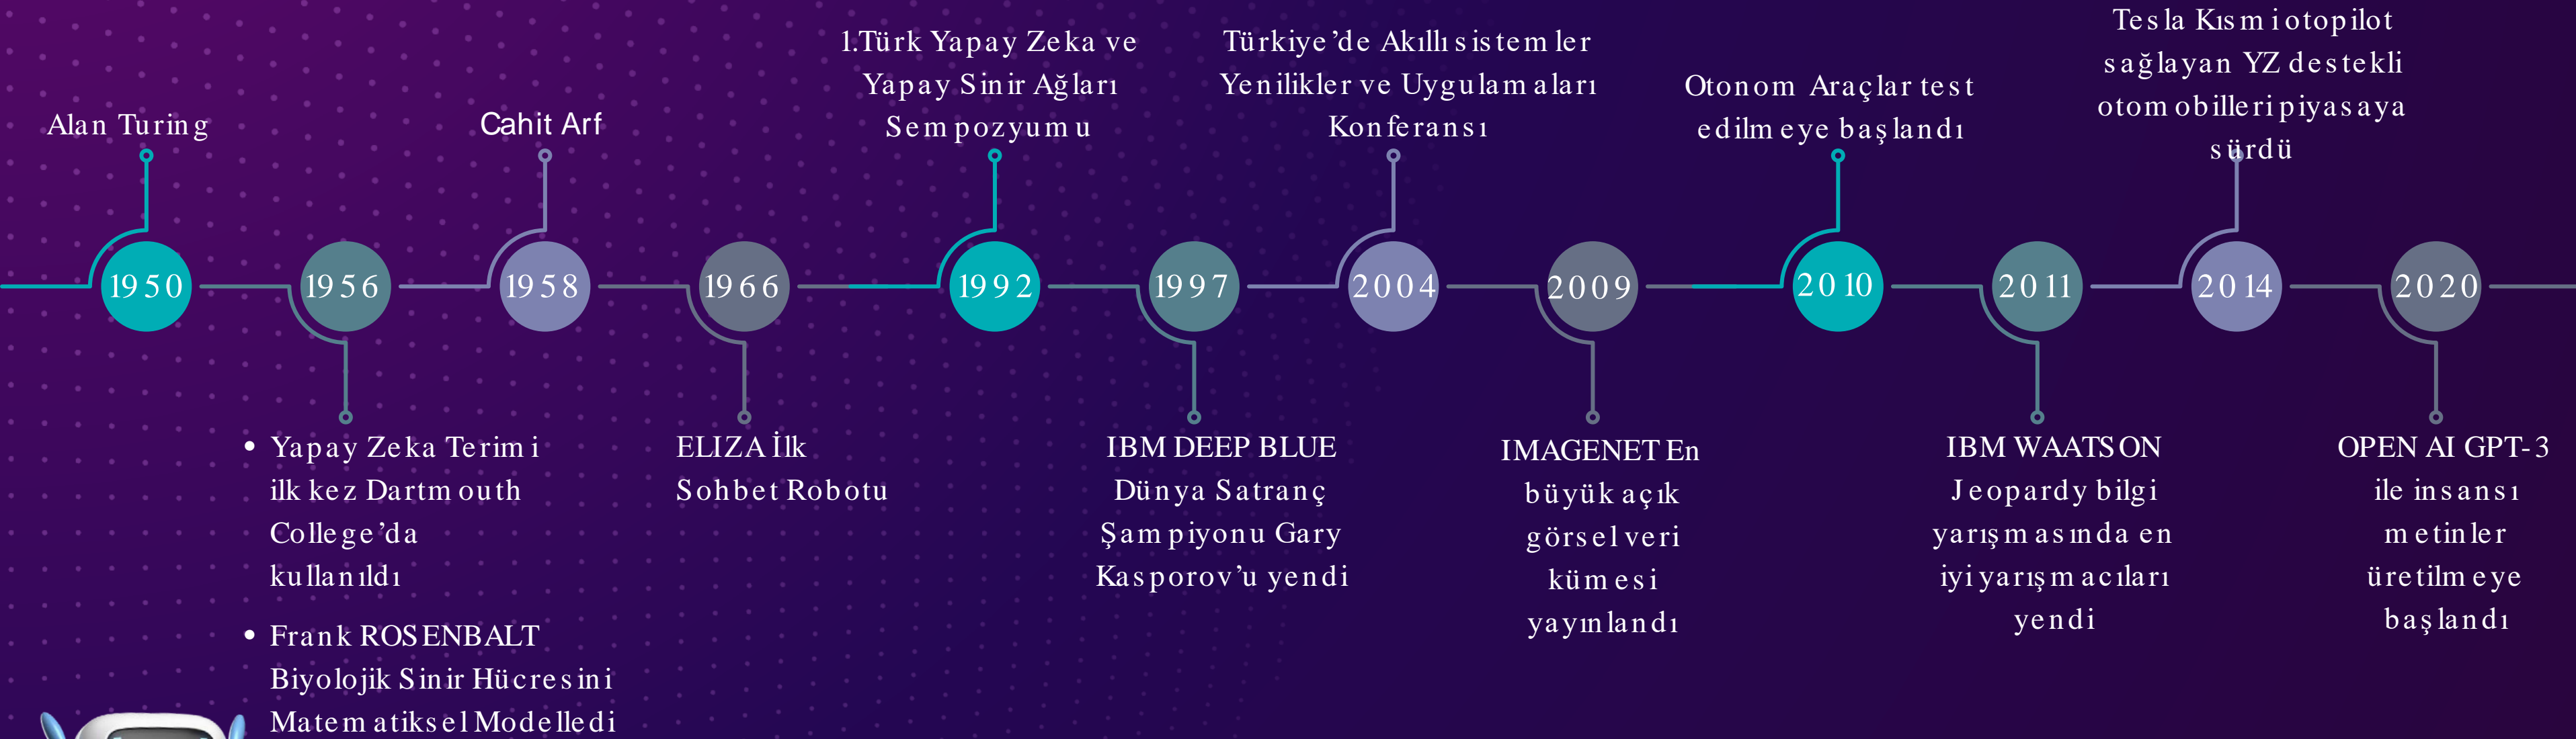 Alan Turing
1950
1956
• Yapay Zeka Terimi
ilk kez Dartmouth
College’da
kullanıldı
• Frank ROSENBALT
Biyolojik Sinir Hücresini
Matematiksel Modelledi
Cahit Arf
1958
1966
ELIZA İlk
Sohbet Robotu
1.Türk Yapay Zeka ve
Yapay Sinir Ağları
Sempozyumu
1992
1997
IBM DEEP BLUE
Dünya Satranç
Şampiyonu Gary
Kasporov’u yendi
Türkiye’de Akıllı sistemler
Yenilikler ve Uygulamaları
Konferansı
2004
2009
IMAGENET En
büyük açık
görsel veri
kümesi
yayınlandı
Otonom Araçlar test
edilmeye başlandı
2010
2011
IBM WAATSON
Jeopardy bilgi
yarışmasında en
iyi yarışmacıları
yendi
Tesla Kısmi otopilot
sağlayan YZ destekli
otomobilleri piyasaya
sürdü
2014
2020
OPEN AI GPT-3
ile insansı
metinler
üretilmeye
başlandı